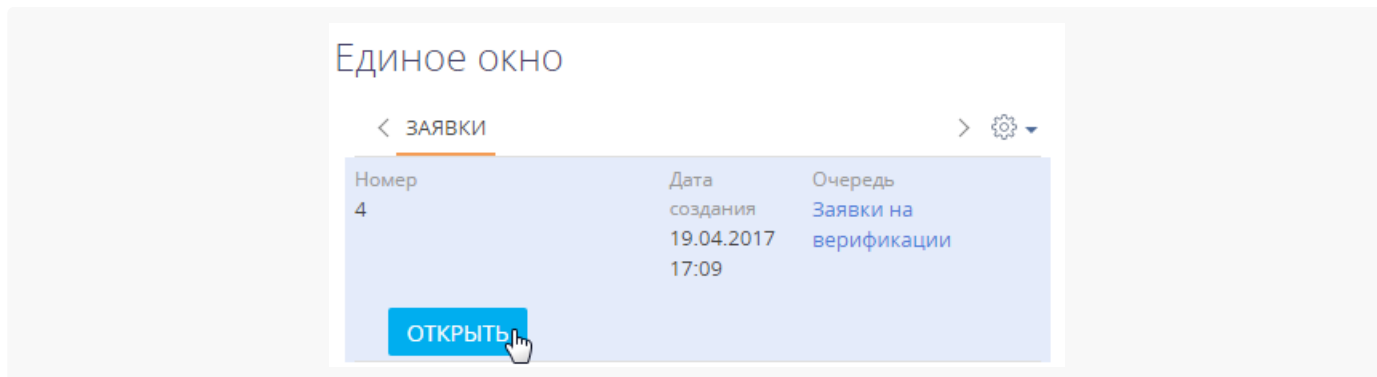 Единое окно
ЗАЯВКИ
Номер
4
Дата
создания
19.04.2017
17:09
Очередь
Заявки на
верификации
ОТКРЫТЬ